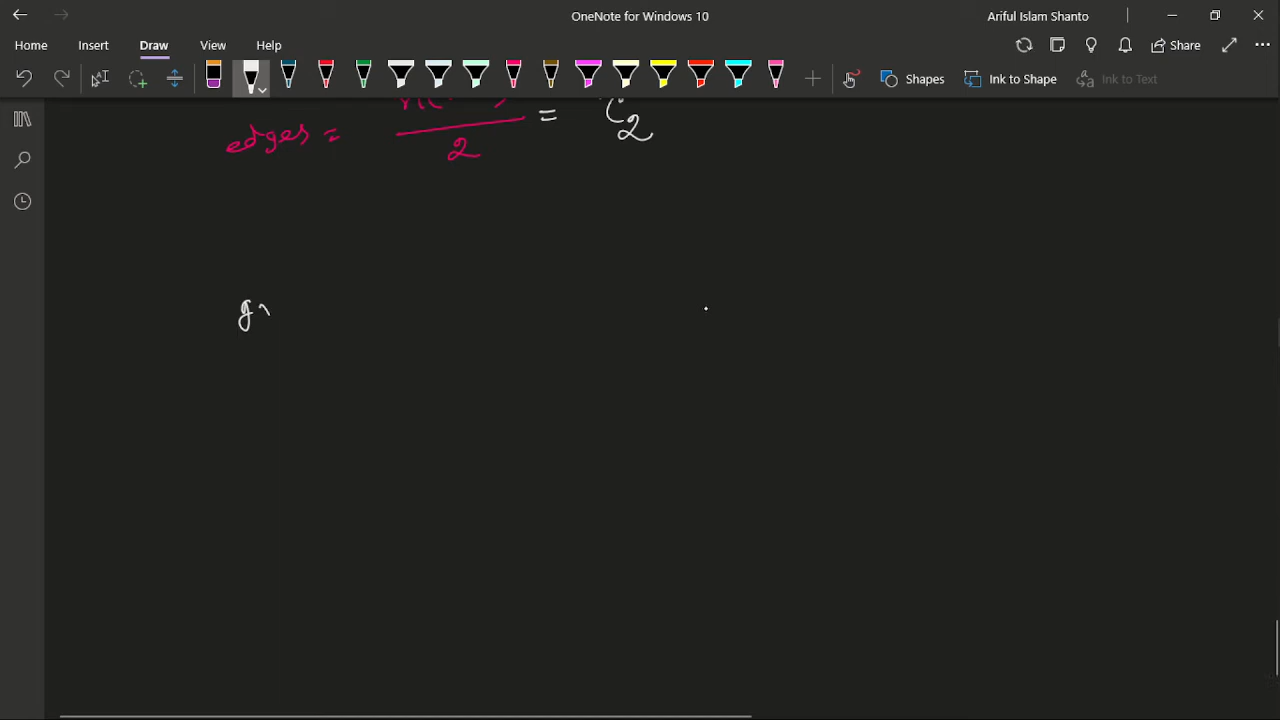 OneNote for Windows 10
Ariful Islam Shanto
Home Insert Draw View Help
Share
Shapes
Ink to Shape
Ink to Text
edges = 2 = C2